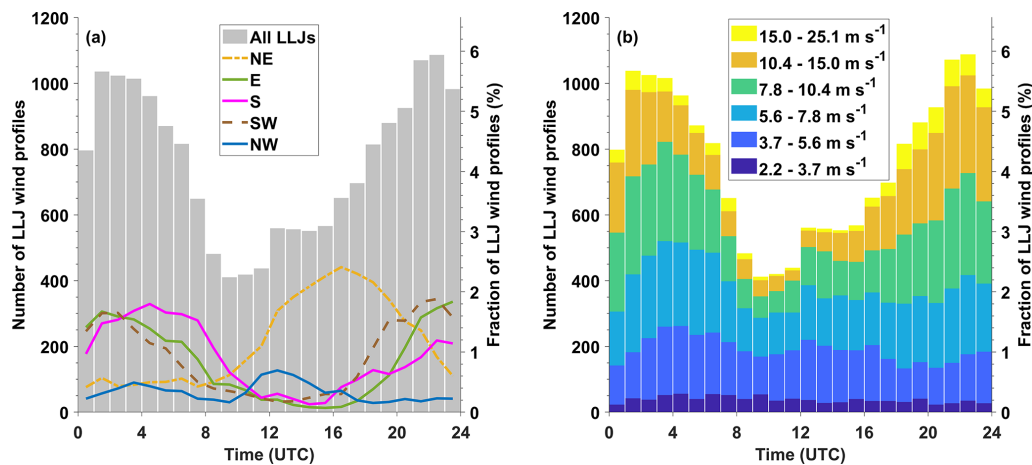 (a)
All LLJs
NE
E
S
SW
NW
Number of LLJ wind profiles
1200
1000
800
600
400
200
0
Fraction of LLJ wind profiles (%)
6
5
4
3
2
1
0
0 4 8 12 16 20 24
Time (UTC)
(b)
15.0 - 25.1 m s⁻¹
10.4 - 15.0 m s⁻¹
7.8 - 10.4 m s⁻¹
5.6 - 7.8 m s⁻¹
3.7 - 5.6 m s⁻¹
2.2 - 3.7 m s⁻¹
Number of LLJ wind profiles
1200
1000
800
600
400
200
0
Fraction of LLJ wind profiles (%)
6
5
4
3
2
1
0
0 4 8 12 16 20 24
Time (UTC)